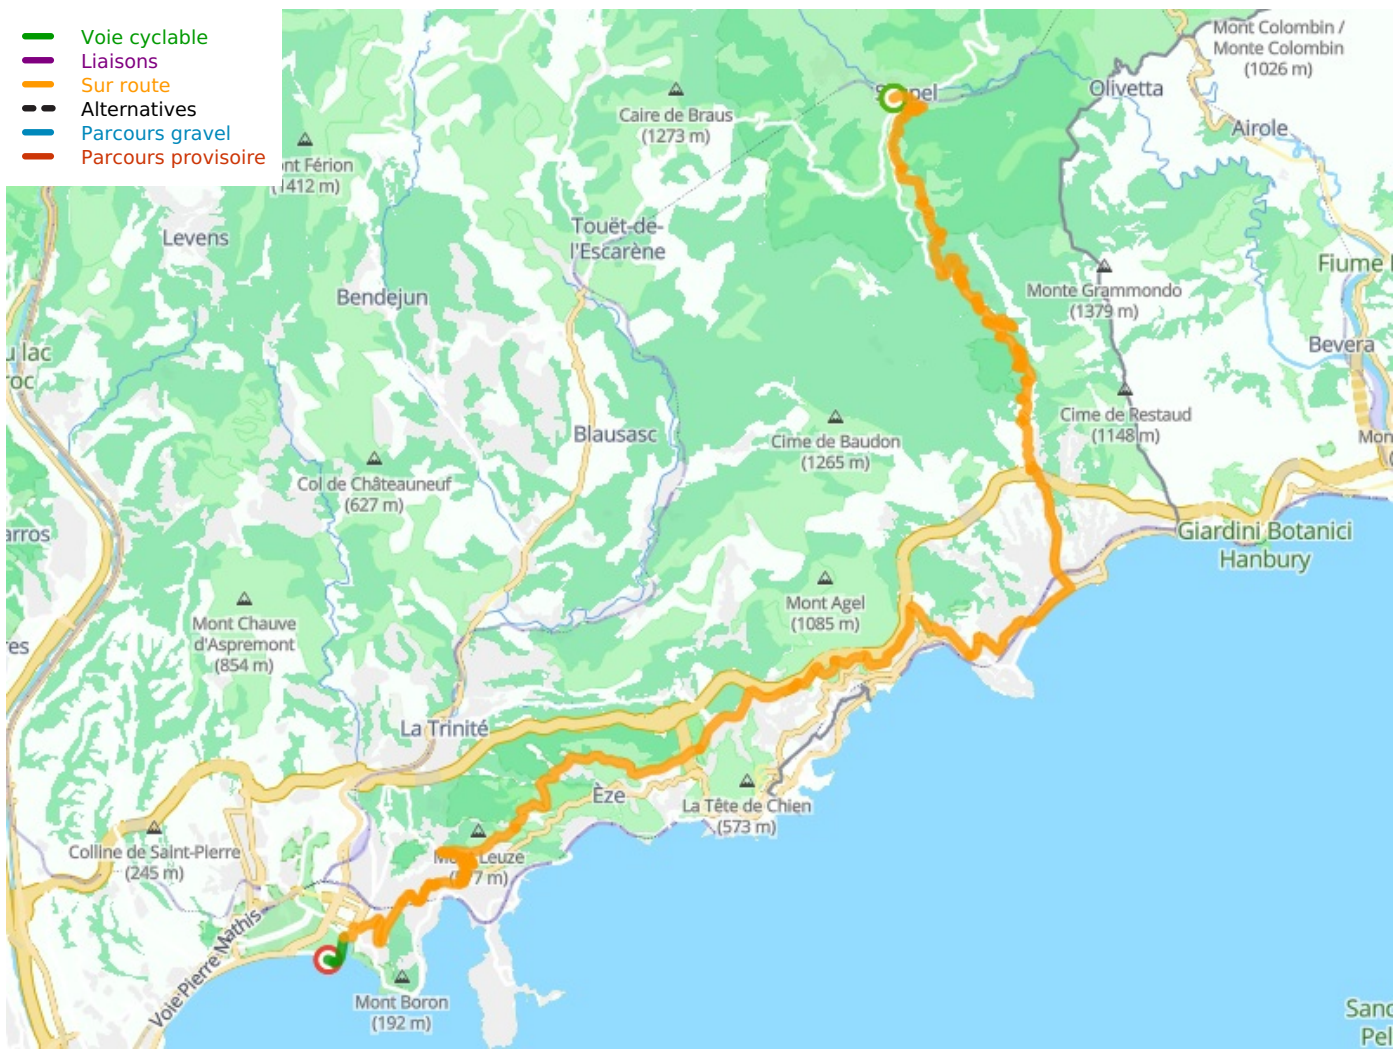 Voie cyclable
Liaisons
Sur route
Alternatives
Parcours gravel
Parcours provisoire
Mont Colombin /
Monte Colombin
(1026 m)
Olivetta
Airole
Caire de Braus
(1273 m)
(1412 m)
Levens
Touët-de-
l'Escarène
Bendejun
Monte Grammondo
(1379 m)
Fiume
Bevera
lac
Cime de Restaud
(1148 m)
Blausasc
Cime de Baudon
(1265 m)
Col de Châteauneuf
(627 m)
Giardini Botanici
Hanbury
Mont Agel
(1085 m)
Mont Chauve
d'Aspremont
(854 m)
La Trinité
Èze
La Tête de Chien
(573 m)
Colline de Saint-Pierre
(245 m)
Leuze
Voie Pierre Mathis
Mont Boron
(192 m)